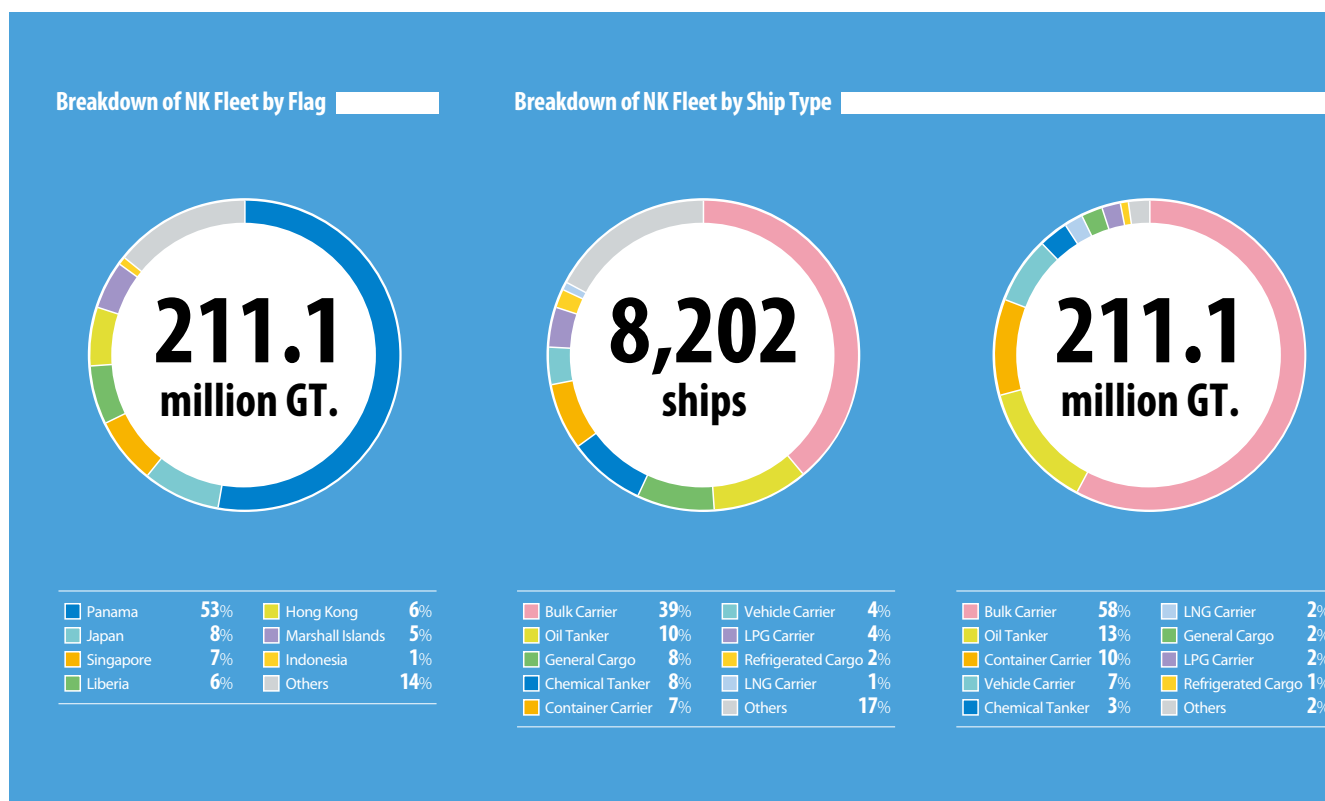 Breakdown of NK Fleet by Flag
Breakdown of NK Fleet by Ship Type
211.1
million GT.
8,202
ships
211.1
million GT.
Panama 53%
Japan 8%
Singapore 7%
Liberia 6%
Hong Kong 6%
Marshall Islands 5%
Indonesia 1%
Others 14%
Bulk Carrier 39%
Oil Tanker 10%
General Cargo 8%
Chemical Tanker 8%
Container Carrier 7%
Vehicle Carrier 4%
LPG Carrier 4%
Refrigerated Cargo 2%
LNG Carrier 1%
Others 17%
Bulk Carrier 58%
Oil Tanker 13%
Container Carrier 10%
Vehicle Carrier 7%
Chemical Tanker 3%
LNG Carrier 2%
General Cargo 2%
LPG Carrier 2%
Refrigerated Cargo 1%
Others 2%